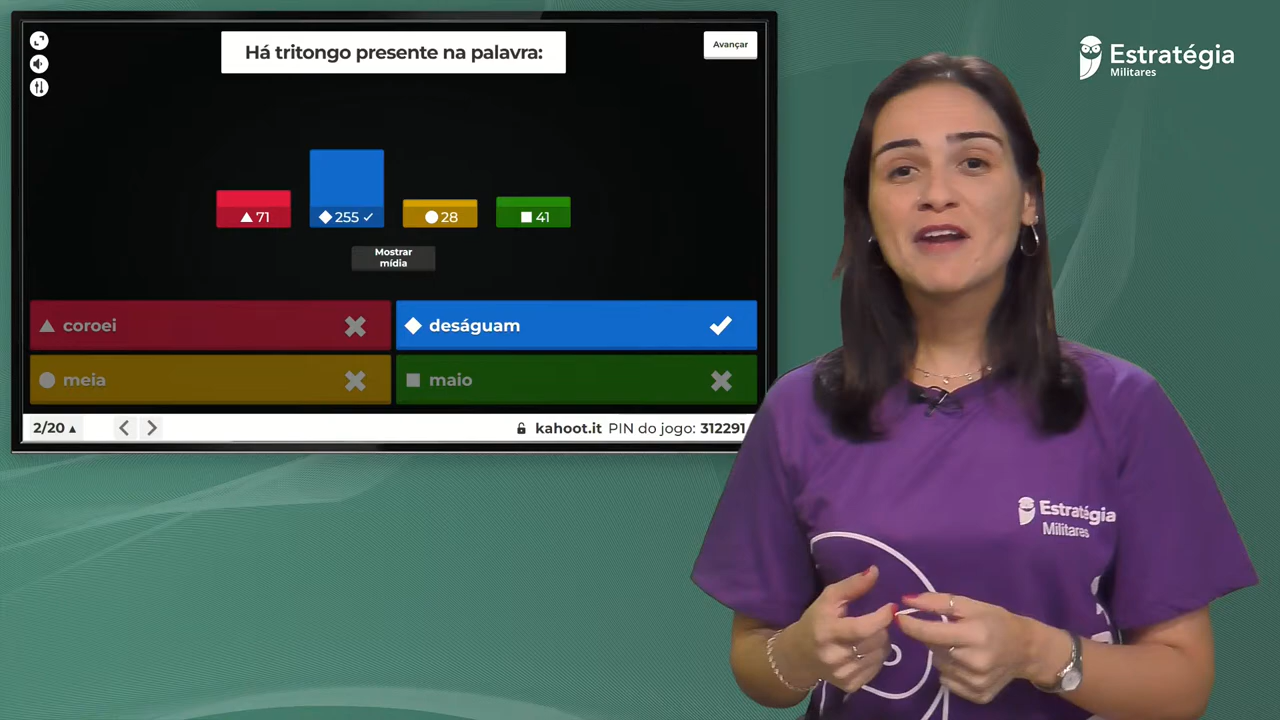 Há tritongo presente na palavra:
Avançar
Estratégia
Militares
71
255
28
41
Mostrar
mídia
coroei
deságuam
meia
maio
2/20
kahoot.it PIN do jogo: 312291
Estratégia
Militares